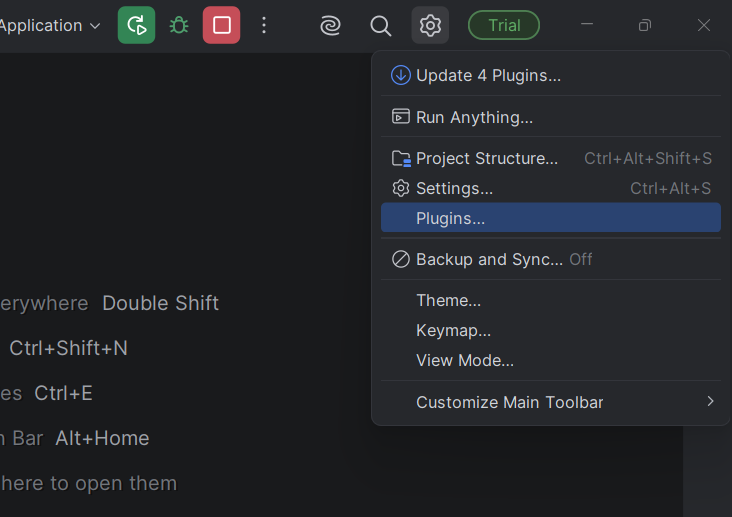 Application
Trial
Update 4 Plugins...
Run Anything...
Project Structure... Ctrl+Alt+Shift+S
Settings... Ctrl+Alt+S
Plugins...
Backup and Sync... Off
Theme...
Keymap...
View Mode...
Customize Main Toolbar
erywhere Double Shift
Ctrl+Shift+N
es Ctrl+E
n Bar Alt+Home
here to open them